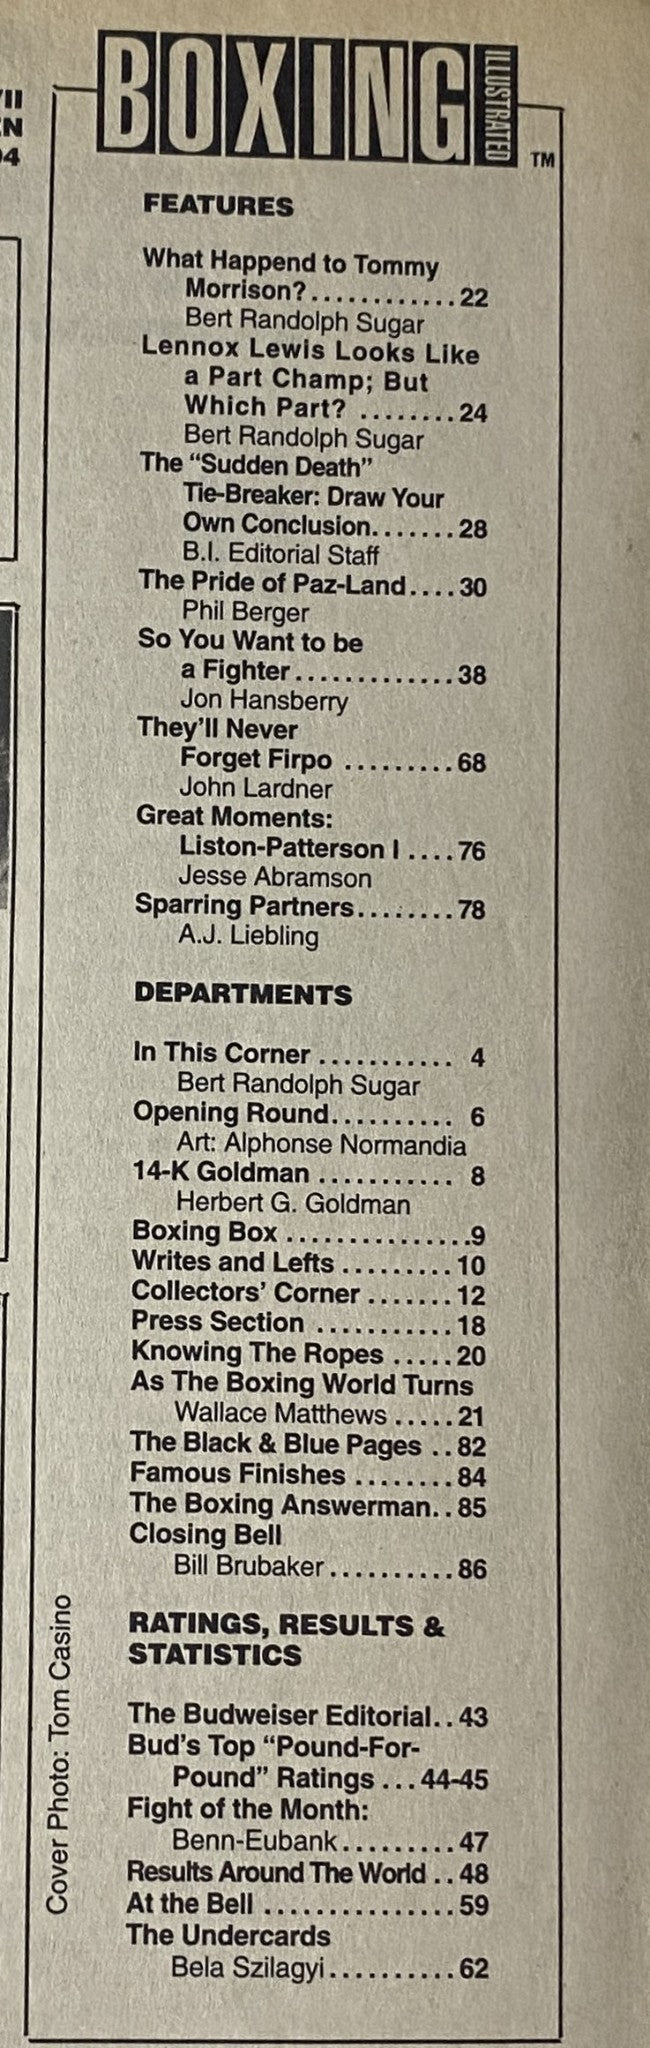 VII
EN
94
BOXING
ILLUSTRATED
TM
FEATURES
What Happend to Tommy
Morrison?............22
Bert Randolph Sugar
Lennox Lewis Looks Like
a Part Champ; But
Which Part? ........24
Bert Randolph Sugar
The “Sudden Death”
Tie-Breaker: Draw Your
Own Conclusion.......28
B.I. Editorial Staff
The Pride of Paz-Land....30
Phil Berger
So You Want to be
a Fighter.............38
Jon Hansberry
They’ll Never
Forget Firpo .........68
John Lardner
Great Moments:
Liston-Patterson I ....76
Jesse Abramson
Sparring Partners........78
A.J. Liebling
DEPARTMENTS
In This Corner ........... 4
Bert Randolph Sugar
Opening Round.......... 6
Art: Alphonse Normandia
14-K Goldman ........... 8
Herbert G. Goldman
Boxing Box ...............9
Writes and Lefts .........10
Collectors’ Corner .......12
Press Section ...........18
Knowing The Ropes .....20
As The Boxing World Turns
Wallace Matthews .....21
The Black & Blue Pages ..82
Famous Finishes ........84
The Boxing Answerman..85
Closing Bell
Bill Brubaker..........86
RATINGS, RESULTS &
STATISTICS
The Budweiser Editorial..43
Bud’s Top “Pound-For-
Pound” Ratings ...44-45
Fight of the Month:
Benn-Eubank.........47
Results Around The World ..48
At the Bell ...............59
The Undercards
Bela Szilagyi..........62
Cover Photo: Tom Casino